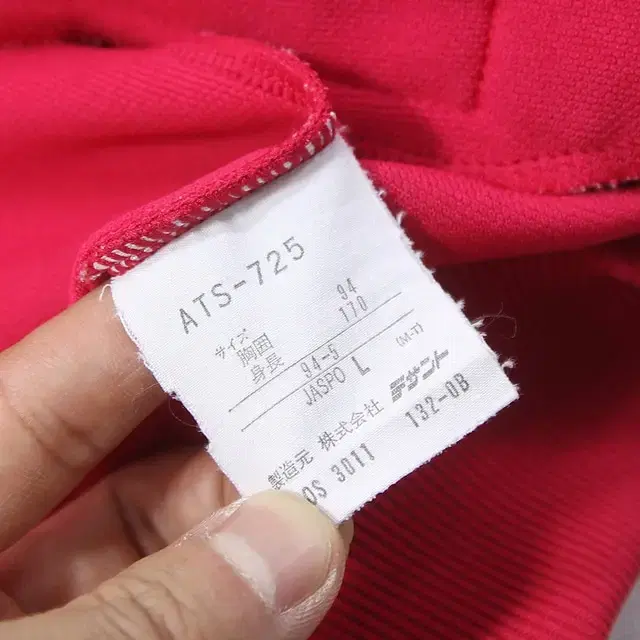 ATS-725
サイズ
胸囲 94
身長 170
94-5
JASPO L (M-T)
製造元 株式会社 デサント
OS 3011 132-0B